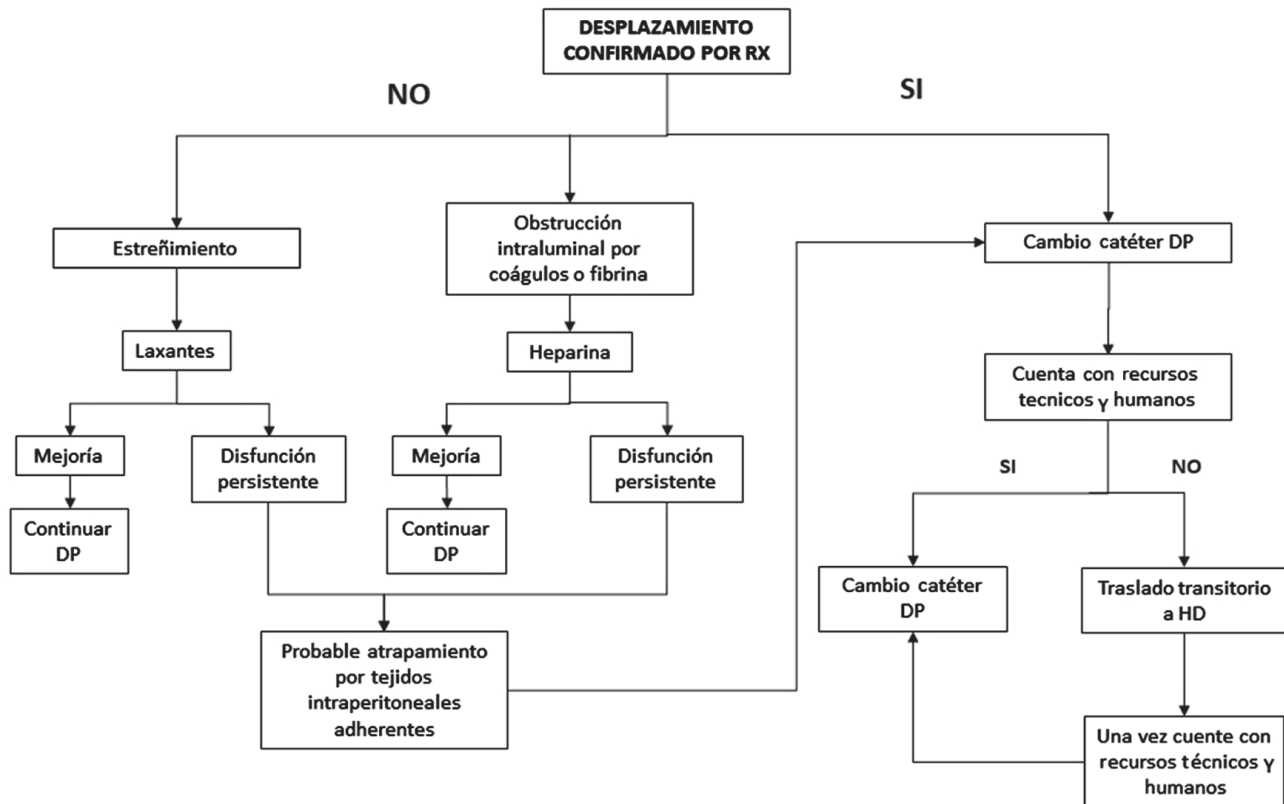 DESPLAZAMIENTO
CONFIRMADO POR RX
NO
SI
Estreñimiento
Obstrucción
intraluminal por
coágulos o fibrina
Cambio catéter DP
Laxantes
Heparina
Cuenta con recursos
tecnicos y humanos
Mejoría
Disfunción
persistente
Mejoría
Disfunción
persistente
SI
NO
Continuar
DP
Continuar
DP
Cambio catéter
DP
Traslado transitorio
a HD
Probable atrapamiento
por tejidos
intraperitoneales
adherentes
Una vez cuente con
recursos técnicos y
humanos